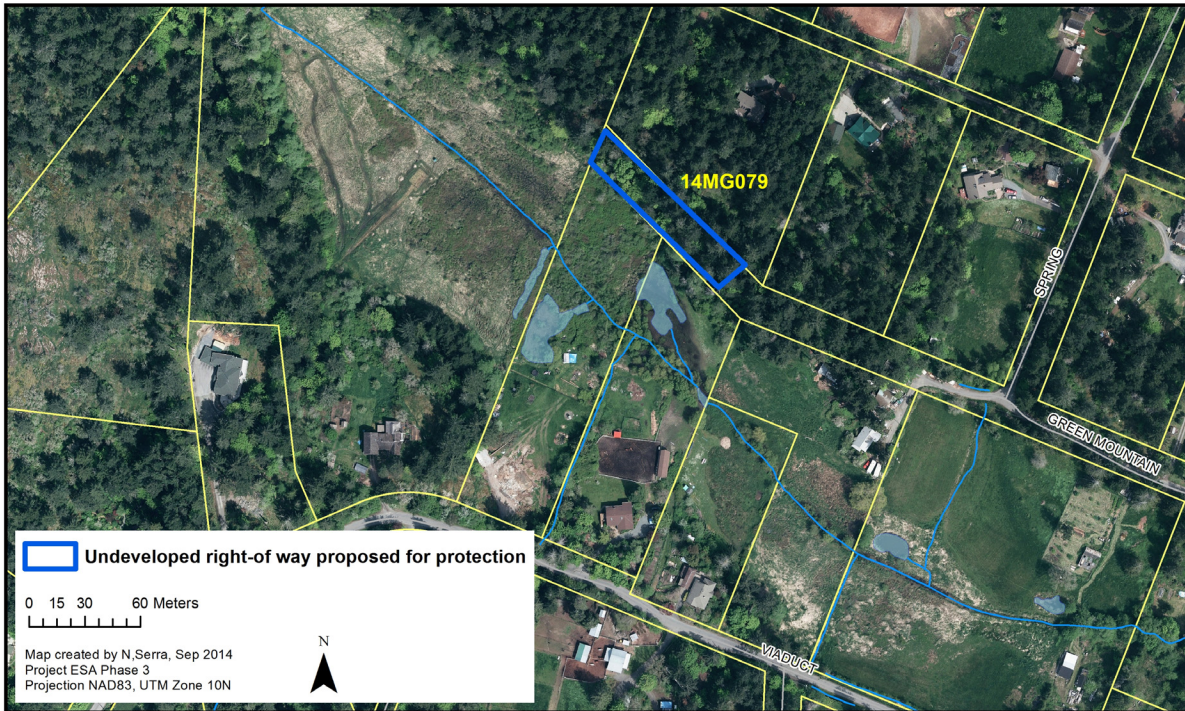 14MG079
SPRING
GREEN MOUNTAIN
VIADUCT
Undeveloped right-of way proposed for protection
0 15 30 60 Meters
Map created by N,Serra, Sep 2014
Project ESA Phase 3
Projection NAD83, UTM Zone 10N
N